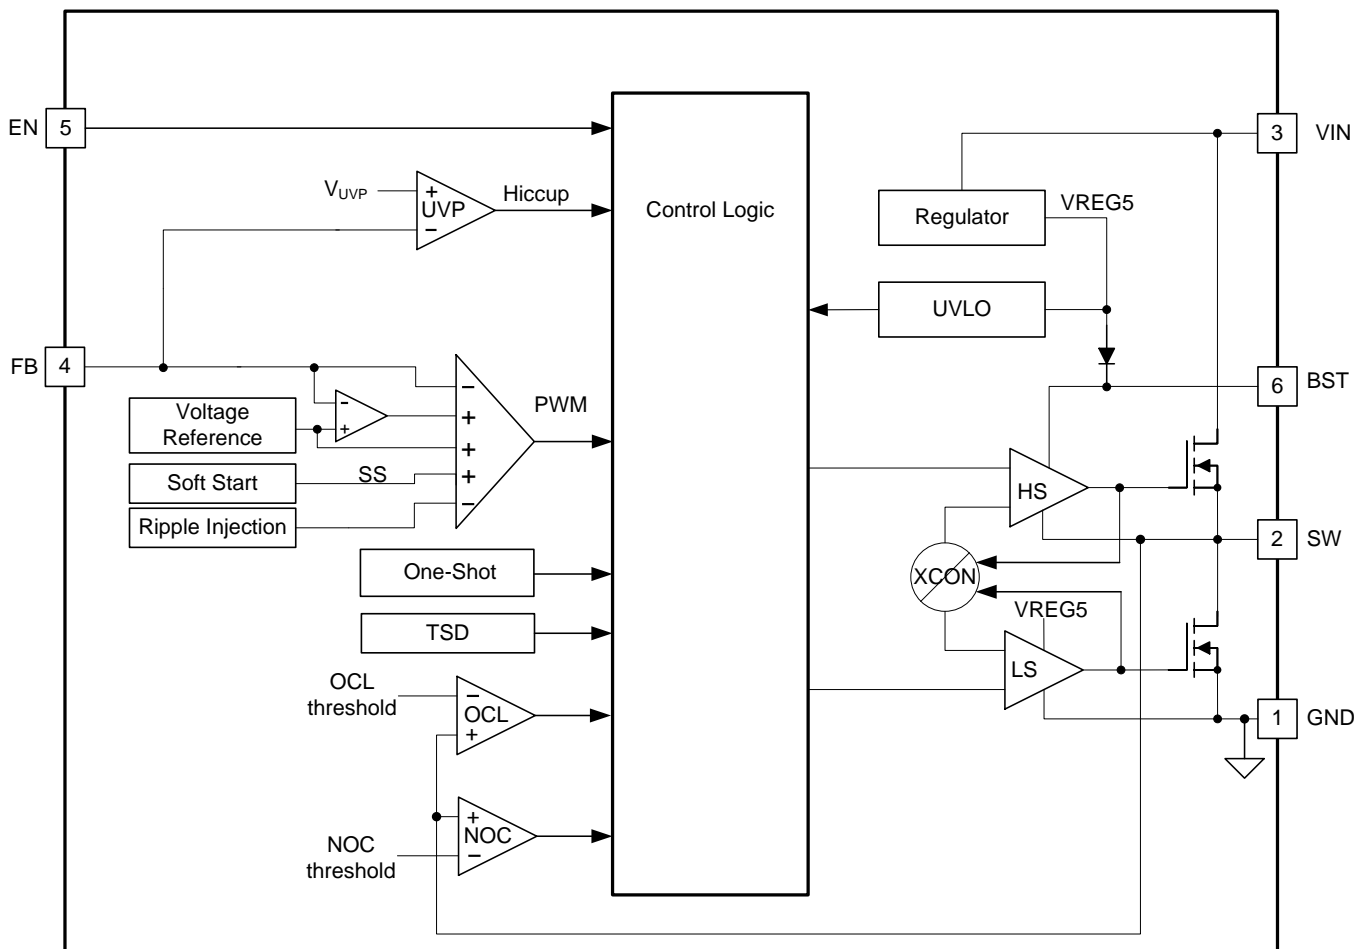 EN
5
VIN
3
VUVP
+
UVP
−
Hiccup
Control Logic
Regulator
VREG5
UVLO
FB
4
BST
6
Voltage
Reference
-
+
−
+
+
+
−
PWM
Soft Start
SS
Ripple Injection
HS
SW
2
One-Shot
XCON
TSD
VREG5
LS
OCL
threshold
−
OCL
+
GND
1
NOC
threshold
+
NOC
−